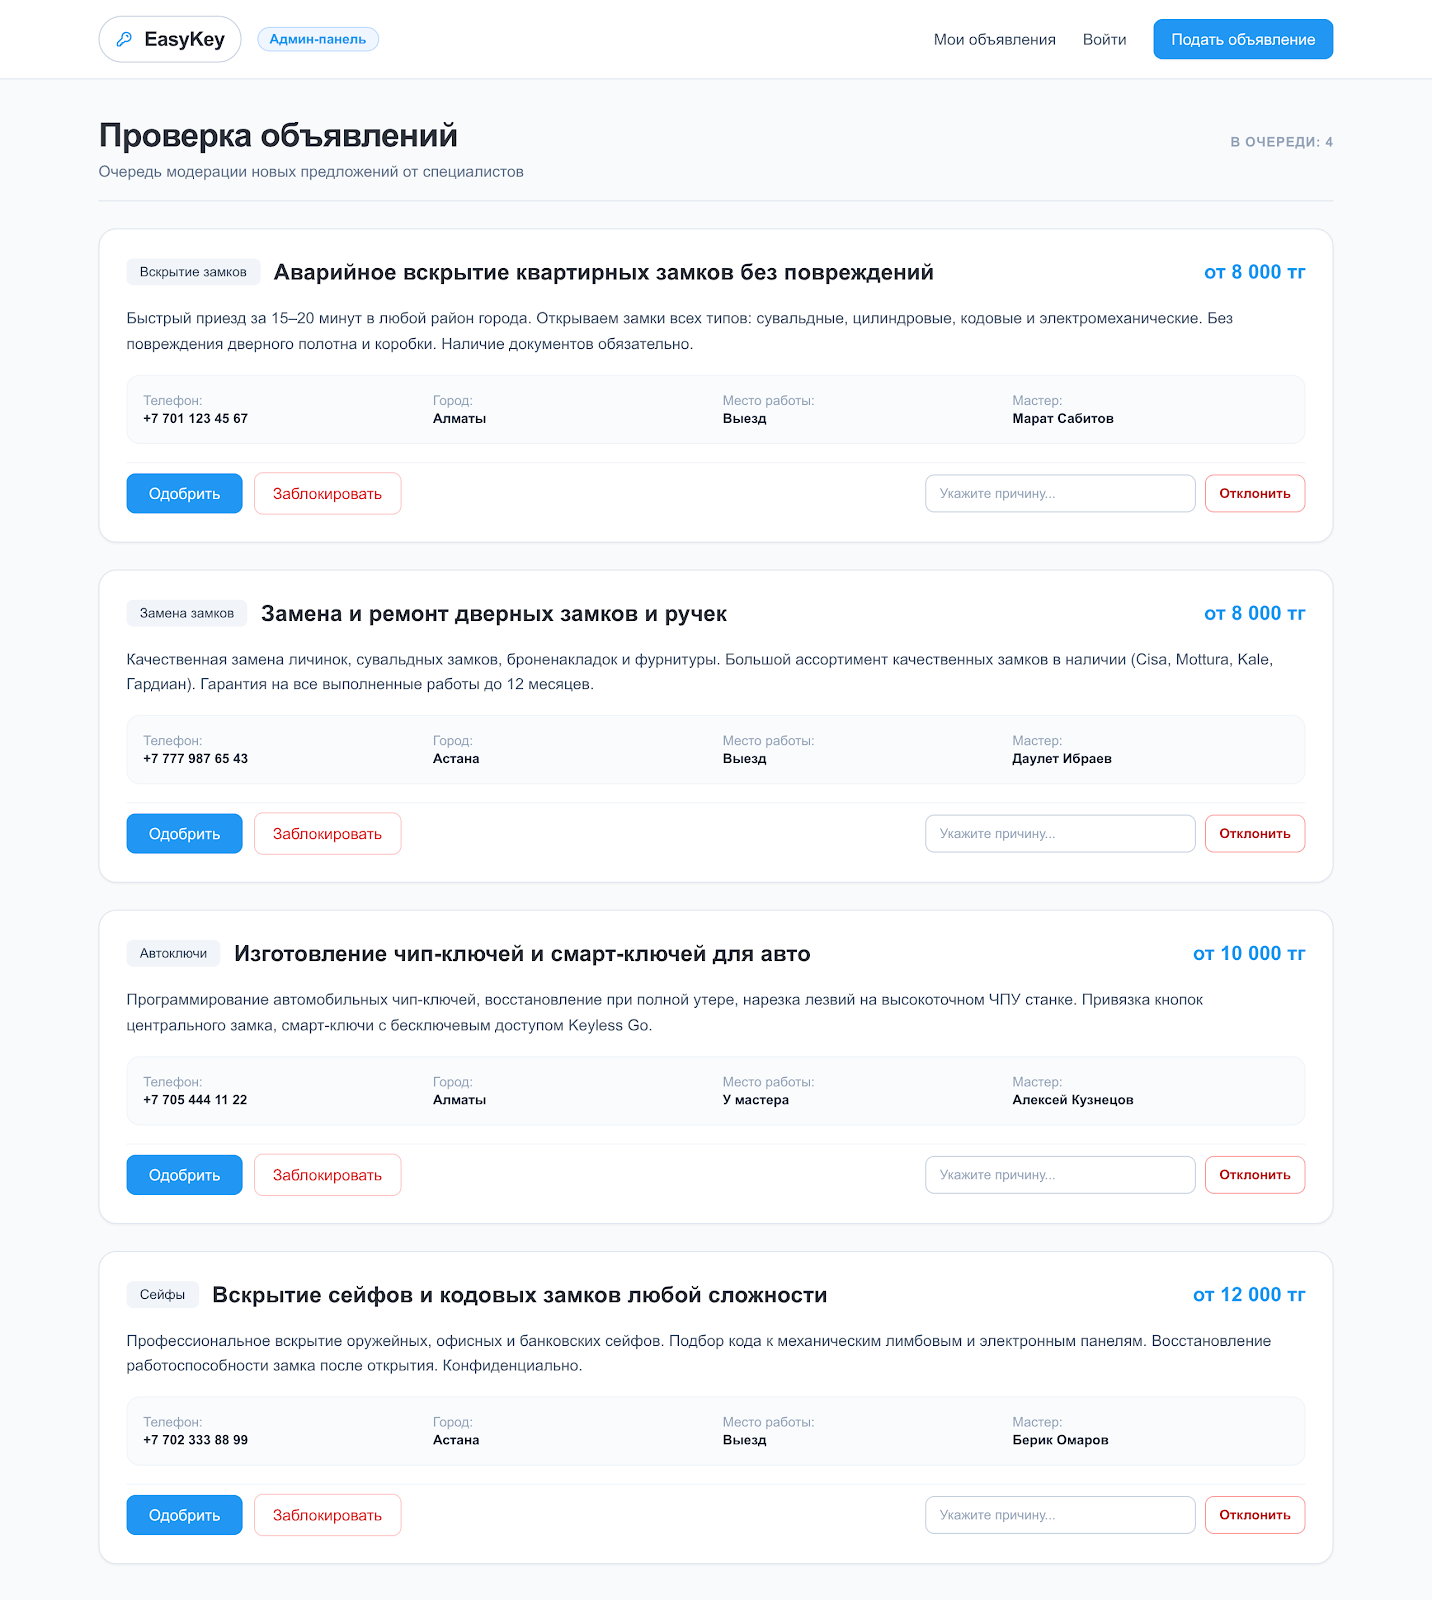 EasyKey
Админ-панель
Мои объявления
Войти
Подать объявление
Проверка объявлений
В ОЧЕРЕДИ: 4
Очередь модерации новых предложений от специалистов
Вскрытие замков
Аварийное вскрытие квартирных замков без повреждений
от 8 000 тг
Быстрый приезд за 15–20 минут в любой район города. Открываем замки всех типов: сувальдные, цилиндровые, кодовые и электромеханические. Без
повреждения дверного полотна и коробки. Наличие документов обязательно.
Телефон:
+7 701 123 45 67
Город:
Алматы
Место работы:
Выезд
Мастер:
Марат Сабитов
Одобрить
Заблокировать
Укажите причину...
Отклонить
Замена замков
Замена и ремонт дверных замков и ручек
от 8 000 тг
Качественная замена личинок, сувальдных замков, броненакладок и фурнитуры. Большой ассортимент качественных замков в наличии (Cisa, Mottura, Kale,
Гардиан). Гарантия на все выполненные работы до 12 месяцев.
Телефон:
+7 777 987 65 43
Город:
Астана
Место работы:
Выезд
Мастер:
Даулет Ибраев
Одобрить
Заблокировать
Укажите причину...
Отклонить
Автоключи
Изготовление чип-ключей и смарт-ключей для авто
от 10 000 тг
Программирование автомобильных чип-ключей, восстановление при полной утере, нарезка лезвий на высокоточном ЧПУ станке. Привязка кнопок
центрального замка, смарт-ключи с бесключевым доступом Keyless Go.
Телефон:
+7 705 444 11 22
Город:
Алматы
Место работы:
У мастера
Мастер:
Алексей Кузнецов
Одобрить
Заблокировать
Укажите причину...
Отклонить
Сейфы
Вскрытие сейфов и кодовых замков любой сложности
от 12 000 тг
Профессиональное вскрытие оружейных, офисных и банковских сейфов. Подбор кода к механическим лимбовым и электронным панелям. Восстановление
работоспособности замка после открытия. Конфиденциально.
Телефон:
+7 702 333 88 99
Город:
Астана
Место работы:
Выезд
Мастер:
Берик Омаров
Одобрить
Заблокировать
Укажите причину...
Отклонить